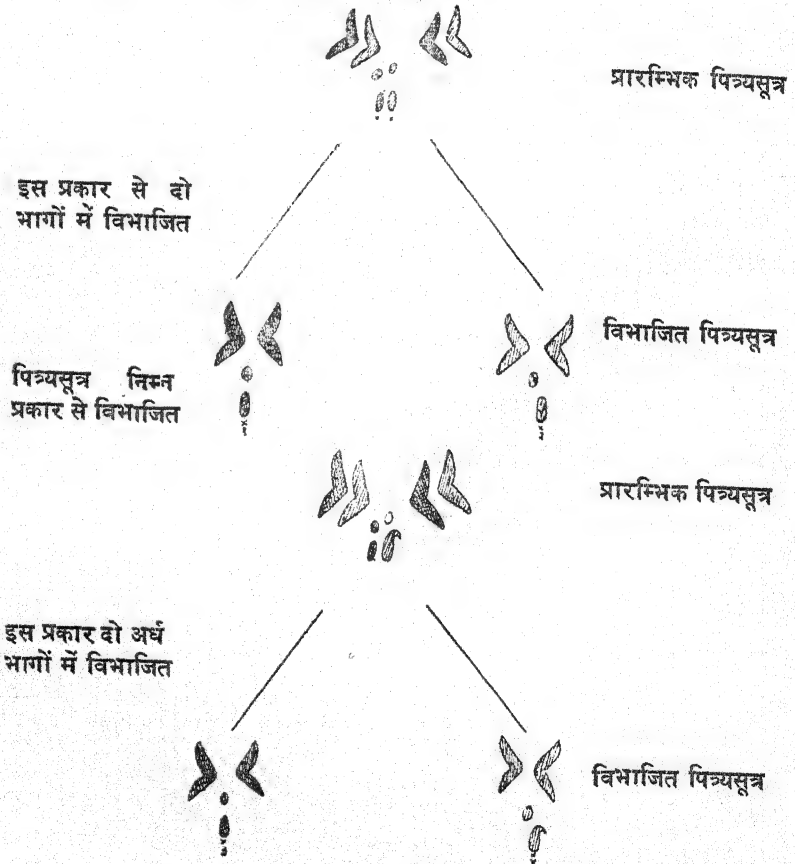 प्रारम्भिक पित्र्यसूत्र
इस प्रकार से दो
भागों में विभाजित
विभाजित पित्र्यसूत्र
पित्र्यसूत्र निम्न
प्रकार से विभाजित
प्रारम्भिक पित्र्यसूत्र
इस प्रकार दो अर्ध
भागों में विभाजित
विभाजित पित्र्यसूत्र